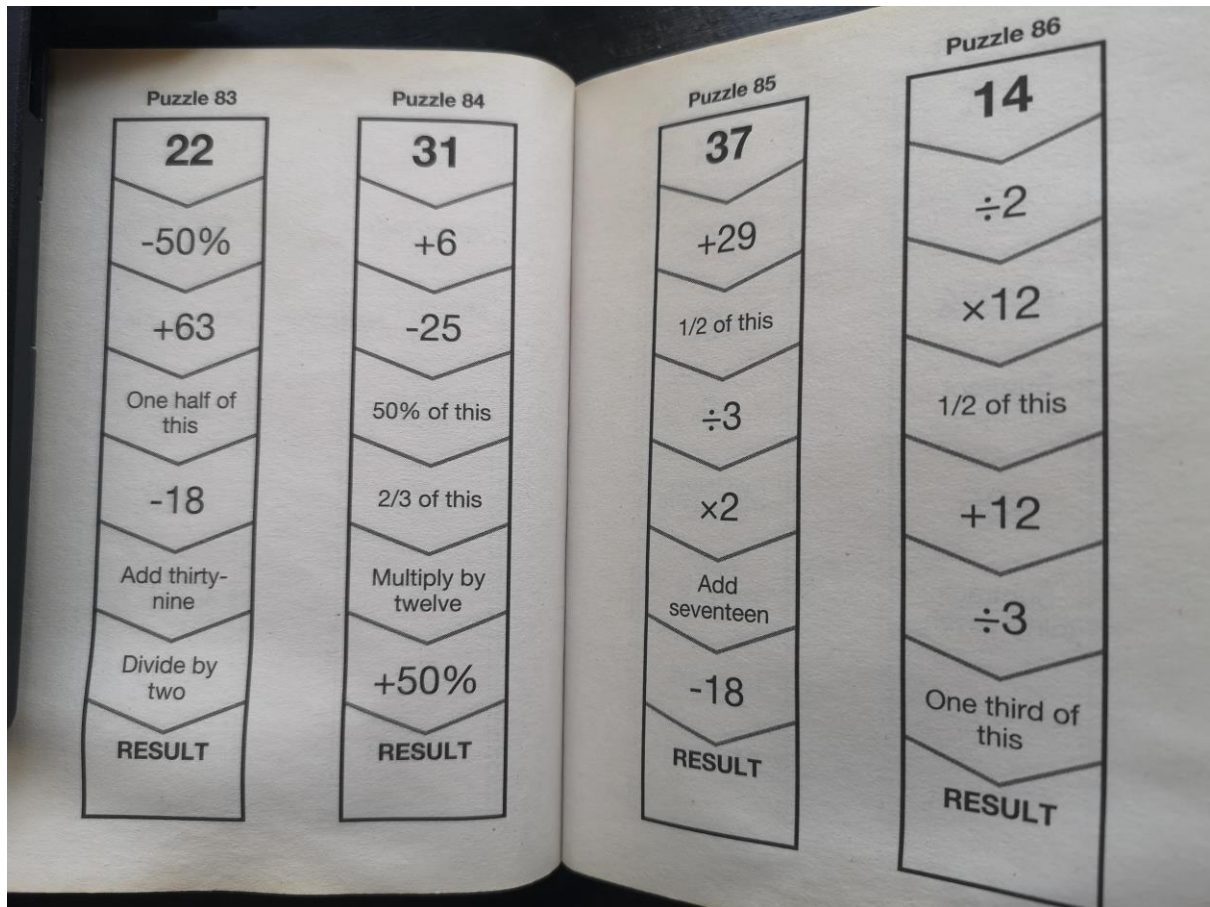 Puzzle 83
22
-50%
+63
One half of
this
-18
Add thirty-
nine
Divide by
two
RESULT
Puzzle 84
31
+6
-25
50% of this
2/3 of this
Multiply by
twelve
+50%
RESULT
Puzzle 85
37
+29
1/2 of this
÷3
×2
Add
seventeen
-18
RESULT
Puzzle 86
14
÷2
×12
1/2 of this
+12
÷3
One third of
this
RESULT